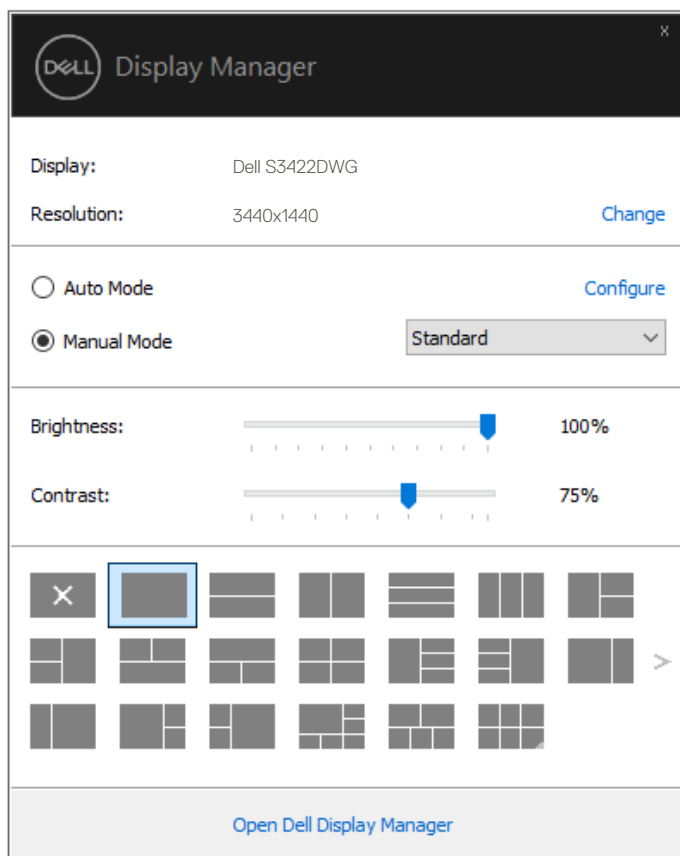 x
DELL Display Manager
Display: Dell S3422DWG
Resolution: 3440x1440 Change
Auto Mode Configure
Manual Mode Standard
Brightness: 100%
Contrast: 75%
Open Dell Display Manager